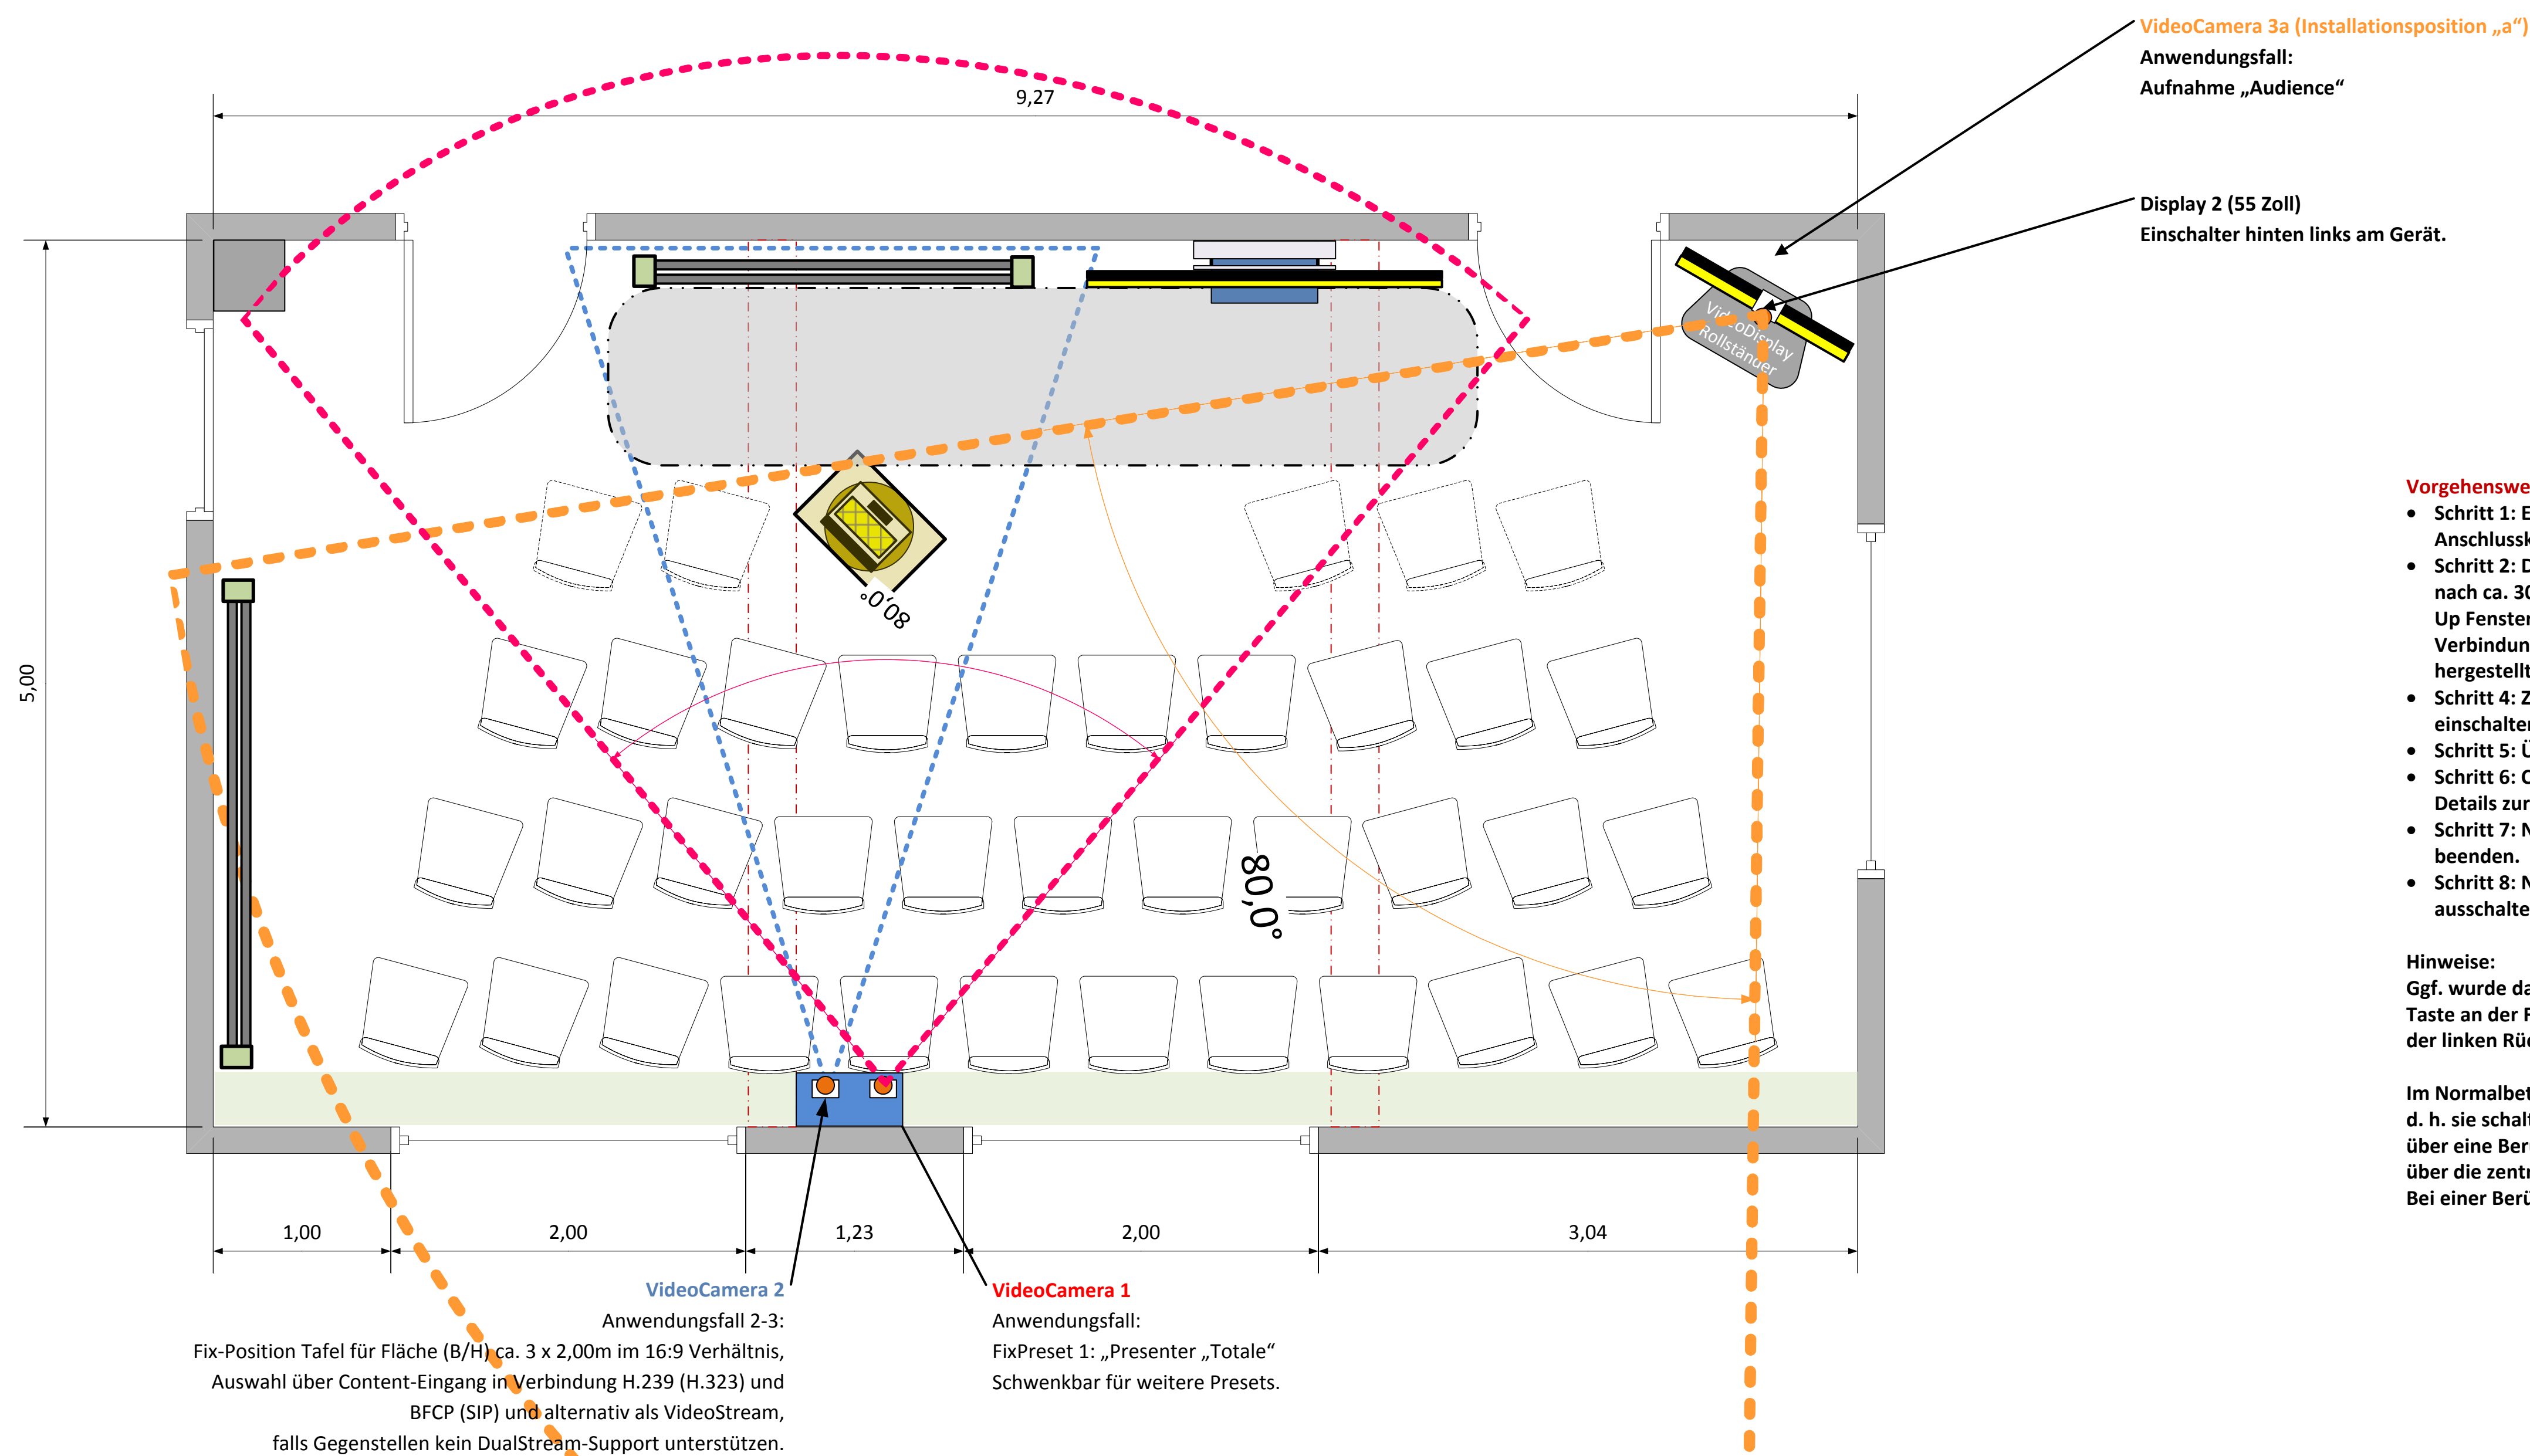 VideoCamera 3a (Installationsposition „a“)
Anwendungsfall:
Aufnahme „Audience“
9,27
Display 2 (55 Zoll)
Einschalter hinten links am Gerät.
VideoDisplay
Rollständer
80,0°
5,00
80,0°
Schritt 1: E
Schritt 2: D
nach ca. 30
Up Fenster
Verbindun
hergestellt
Schritt 4: Z
einschalten
Schritt 5: Ü
Schritt 6: C
Details zur
Schritt 7: N
beenden.
Schritt 8: N
Hinweise:
Ggf. wurde da
Taste an der F
der linken Rü
Im Normalbet
d. h. sie schalt
über eine Ber
über die zentr
Bei einer Berü
1,00
2,00
1,23
2,00
3,04
VideoCamera 2
Anwendungsfall 2-3:
Fix-Position Tafel für Fläche (B/H) ca. 3 x 2,00m im 16:9 Verhältnis,
Auswahl über Content-Eingang in Verbindung H.239 (H.323) und
BFCP (SIP) und alternativ als VideoStream,
falls Gegenstellen kein DualStream-Support unterstützen.
VideoCamera 1
Anwendungsfall:
FixPreset 1: „Presenter „Totale“
Schwenkbar für weitere Presets.